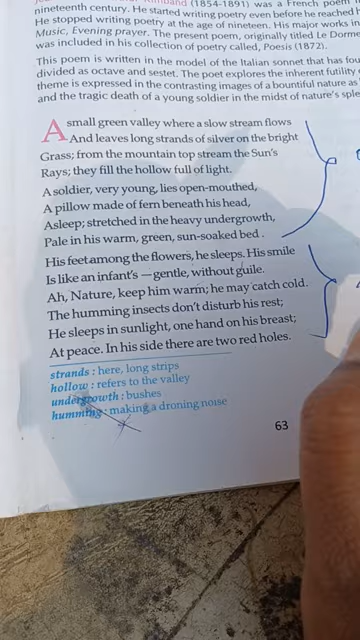 (1854-1891) was a French poem
nineteenth century. He started writing poetry even before he reached h
He stopped writing poetry at the age of nineteen. His major works in
Music, Evening prayer. The present poem, originally titled Le Dorme
was included in his collection of poetry called, Poesis (1872).
This poem is written in the model of the Italian sonnet that has fou
divided as octave and sestet. The poet explores the inherent futility
theme is expressed in the contrasting images of a bountiful nature as
and the tragic death of a young soldier in the midst of nature's sple
A small green valley where a slow stream flows
And leaves long strands of silver on the bright
Grass; from the mountain top stream the Sun's
Rays; they fill the hollow full of light.
A soldier, very young, lies open-mouthed,
A pillow made of fern beneath his head,
Asleep; stretched in the heavy undergrowth,
Pale in his warm, green, sun-soaked bed.
His feet among the flowers, he sleeps. His smile
Is like an infant's — gentle, without guile.
Ah, Nature, keep him warm; he may catch cold.
The humming insects don't disturb his rest;
He sleeps in sunlight, one hand on his breast;
At peace. In his side there are two red holes.
strands : here, long strips
hollow : refers to the valley
undergrowth : bushes
humming : making a droning noise
63